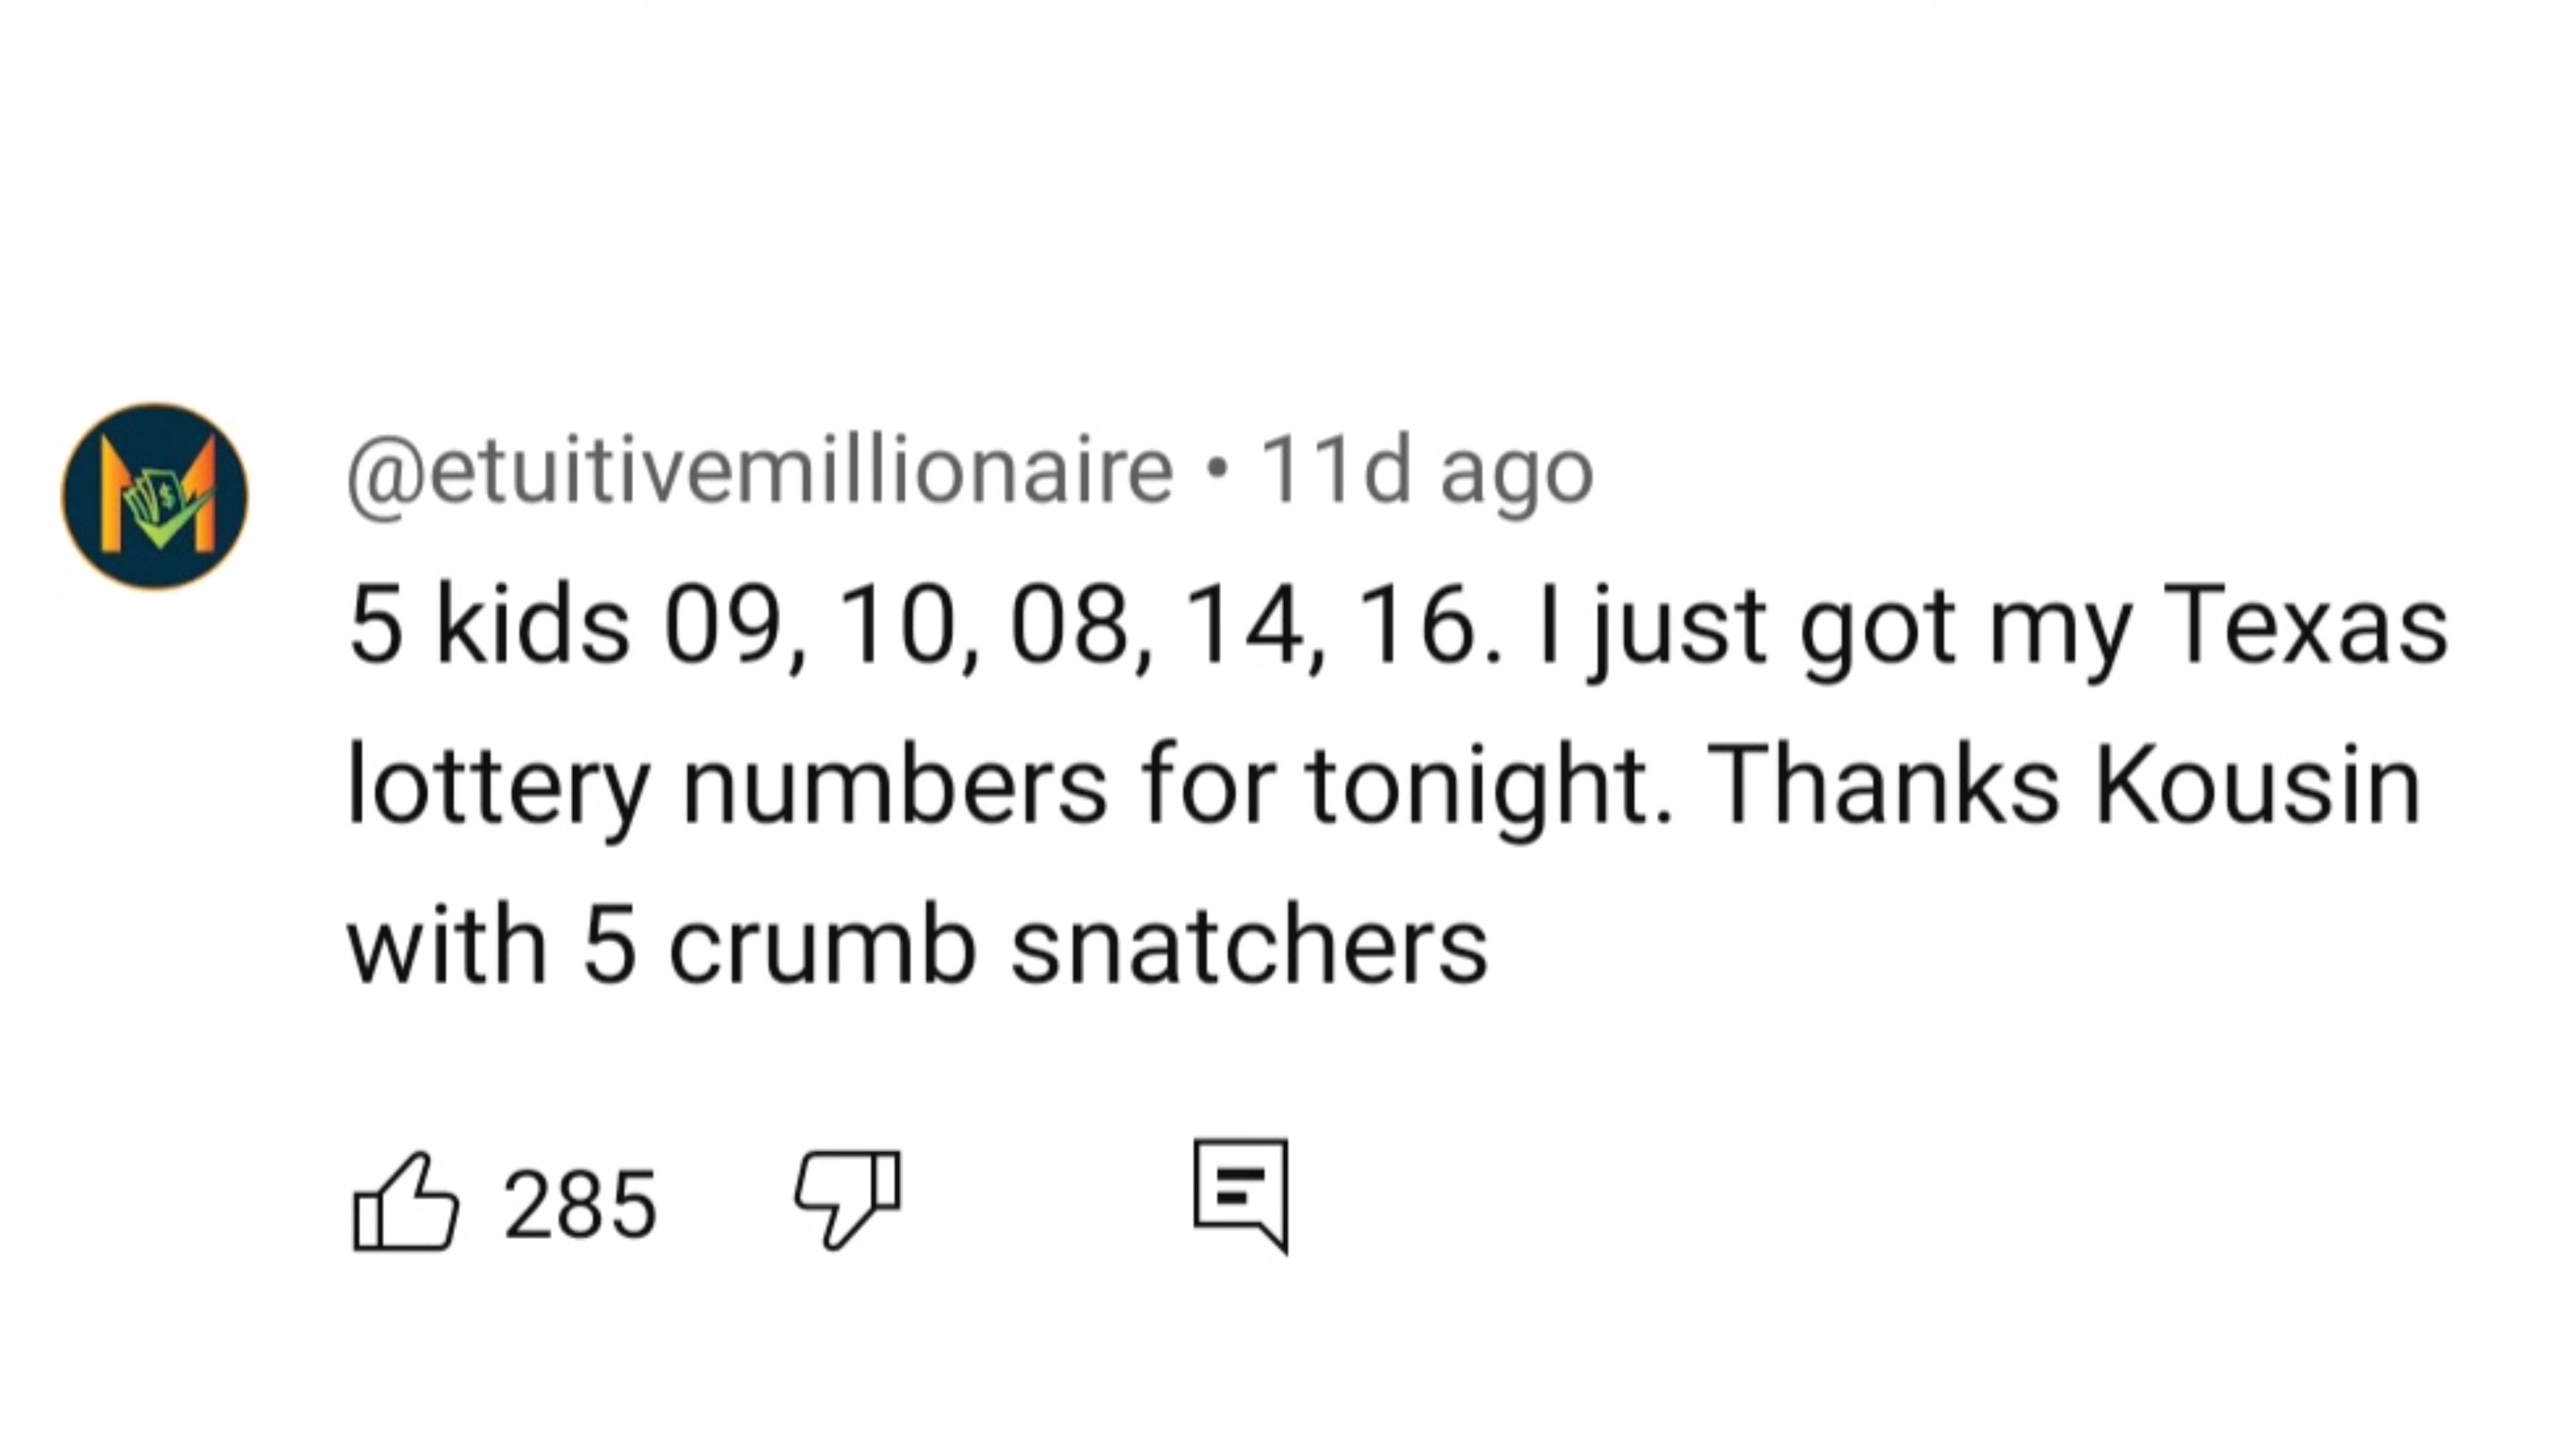 @etuitivemillionaire • 11d ago
5 kids 09, 10, 08, 14, 16. I just got my Texas
lottery numbers for tonight. Thanks Kousin
with 5 crumb snatchers
285